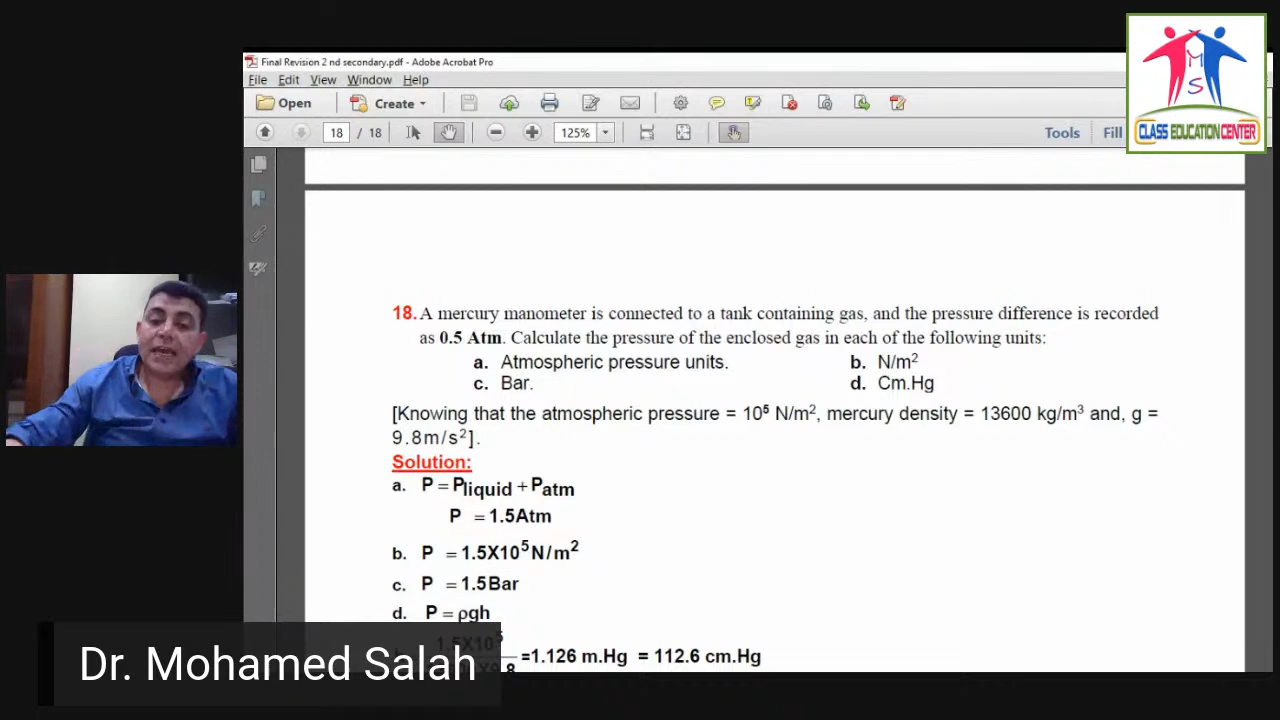 Final Revision 2 nd secondary.pdf - Adobe Acrobat Pro
File Edit View Window Help
Open Create
18 / 18 125% Tools Fill
MS
CLASS EDUCATION CENTER
18. A mercury manometer is connected to a tank containing gas, and the pressure difference is recorded
as 0.5 Atm. Calculate the pressure of the enclosed gas in each of the following units:
a. Atmospheric pressure units. b. N/m²
c. Bar. d. Cm.Hg
[Knowing that the atmospheric pressure = 10⁵ N/m², mercury density = 13600 kg/m³ and, g =
9.8m/s²].
Solution:
a. P = Pliquid + Patm
P = 1.5Atm
b. P = 1.5X10⁵N/m²
c. P = 1.5Bar
d. P = ρgh
1.5X10⁵
=1.126 m.Hg = 112.6 cm.Hg
Dr. Mohamed Salah